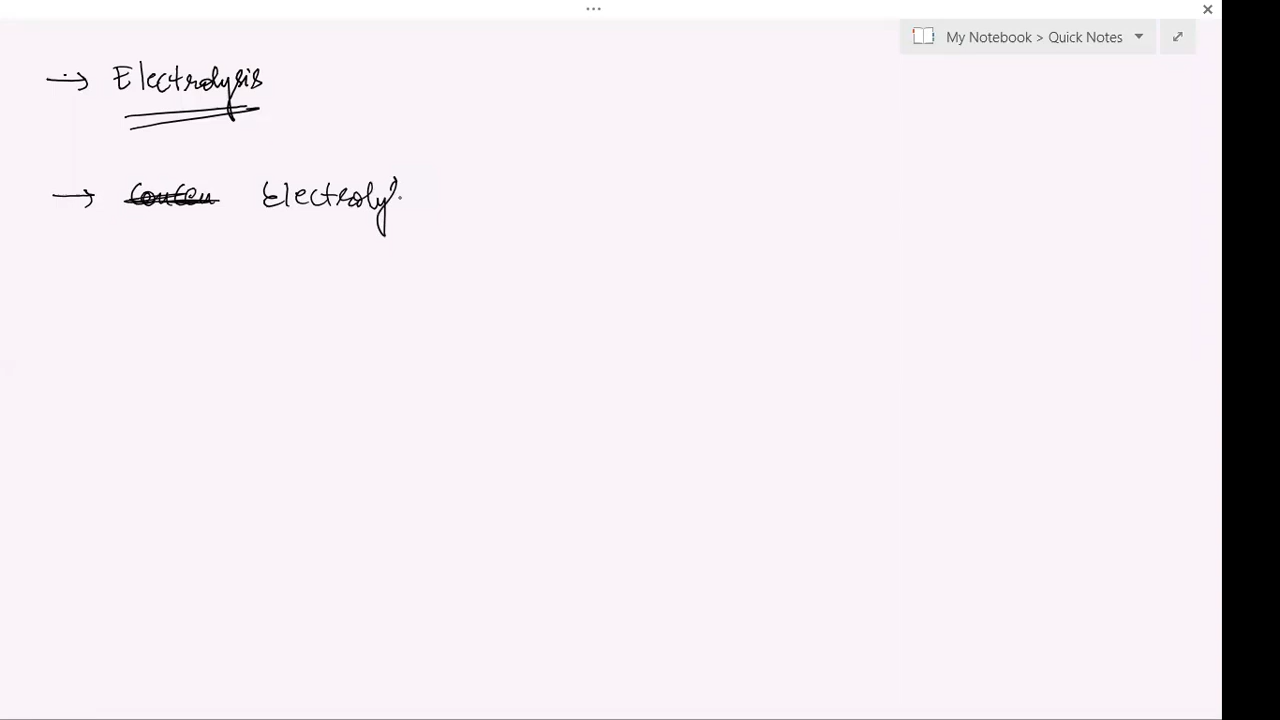 ...
My Notebook > Quick Notes
→ Electrolysis
→ Electroly